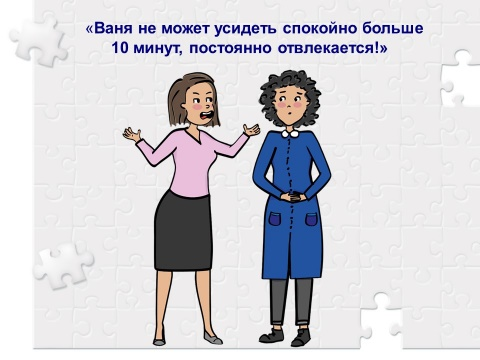 «Ваня не может усидеть спокойно больше
10 минут, постоянно отвлекается!»